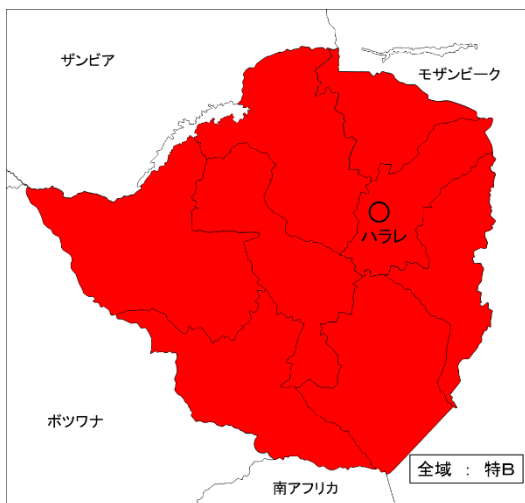 ザンビア
モザンビーク
ハラレ
ボツワナ
全域 : 特B
南アフリカ